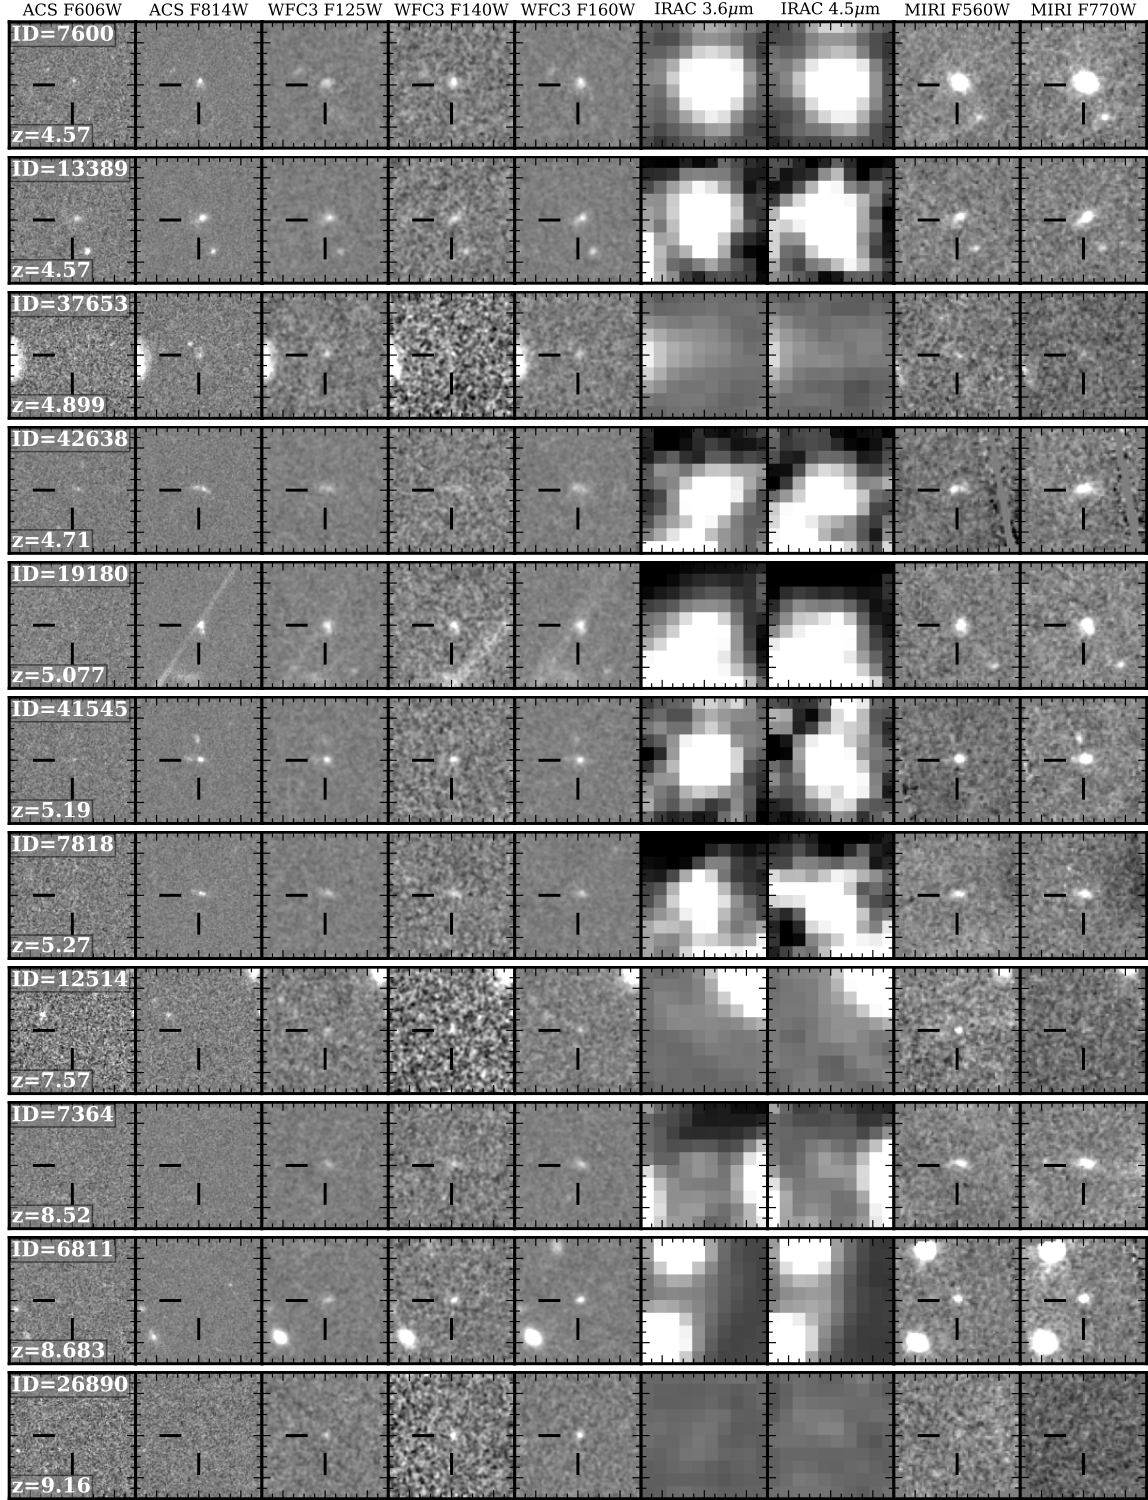 ACS F606W ACS F814W WFC3 F125W WFC3 F140W WFC3 F160W IRAC 3.6μm IRAC 4.5μm MIRI F560W MIRI F770W
ID=7600
z=4.57
ID=13389
z=4.57
ID=37653
z=4.899
ID=42638
z=4.71
ID=19180
z=5.077
ID=41545
z=5.19
ID=7818
z=5.27
ID=12514
z=7.57
ID=7364
z=8.52
ID=6811
z=8.683
ID=26890
z=9.16